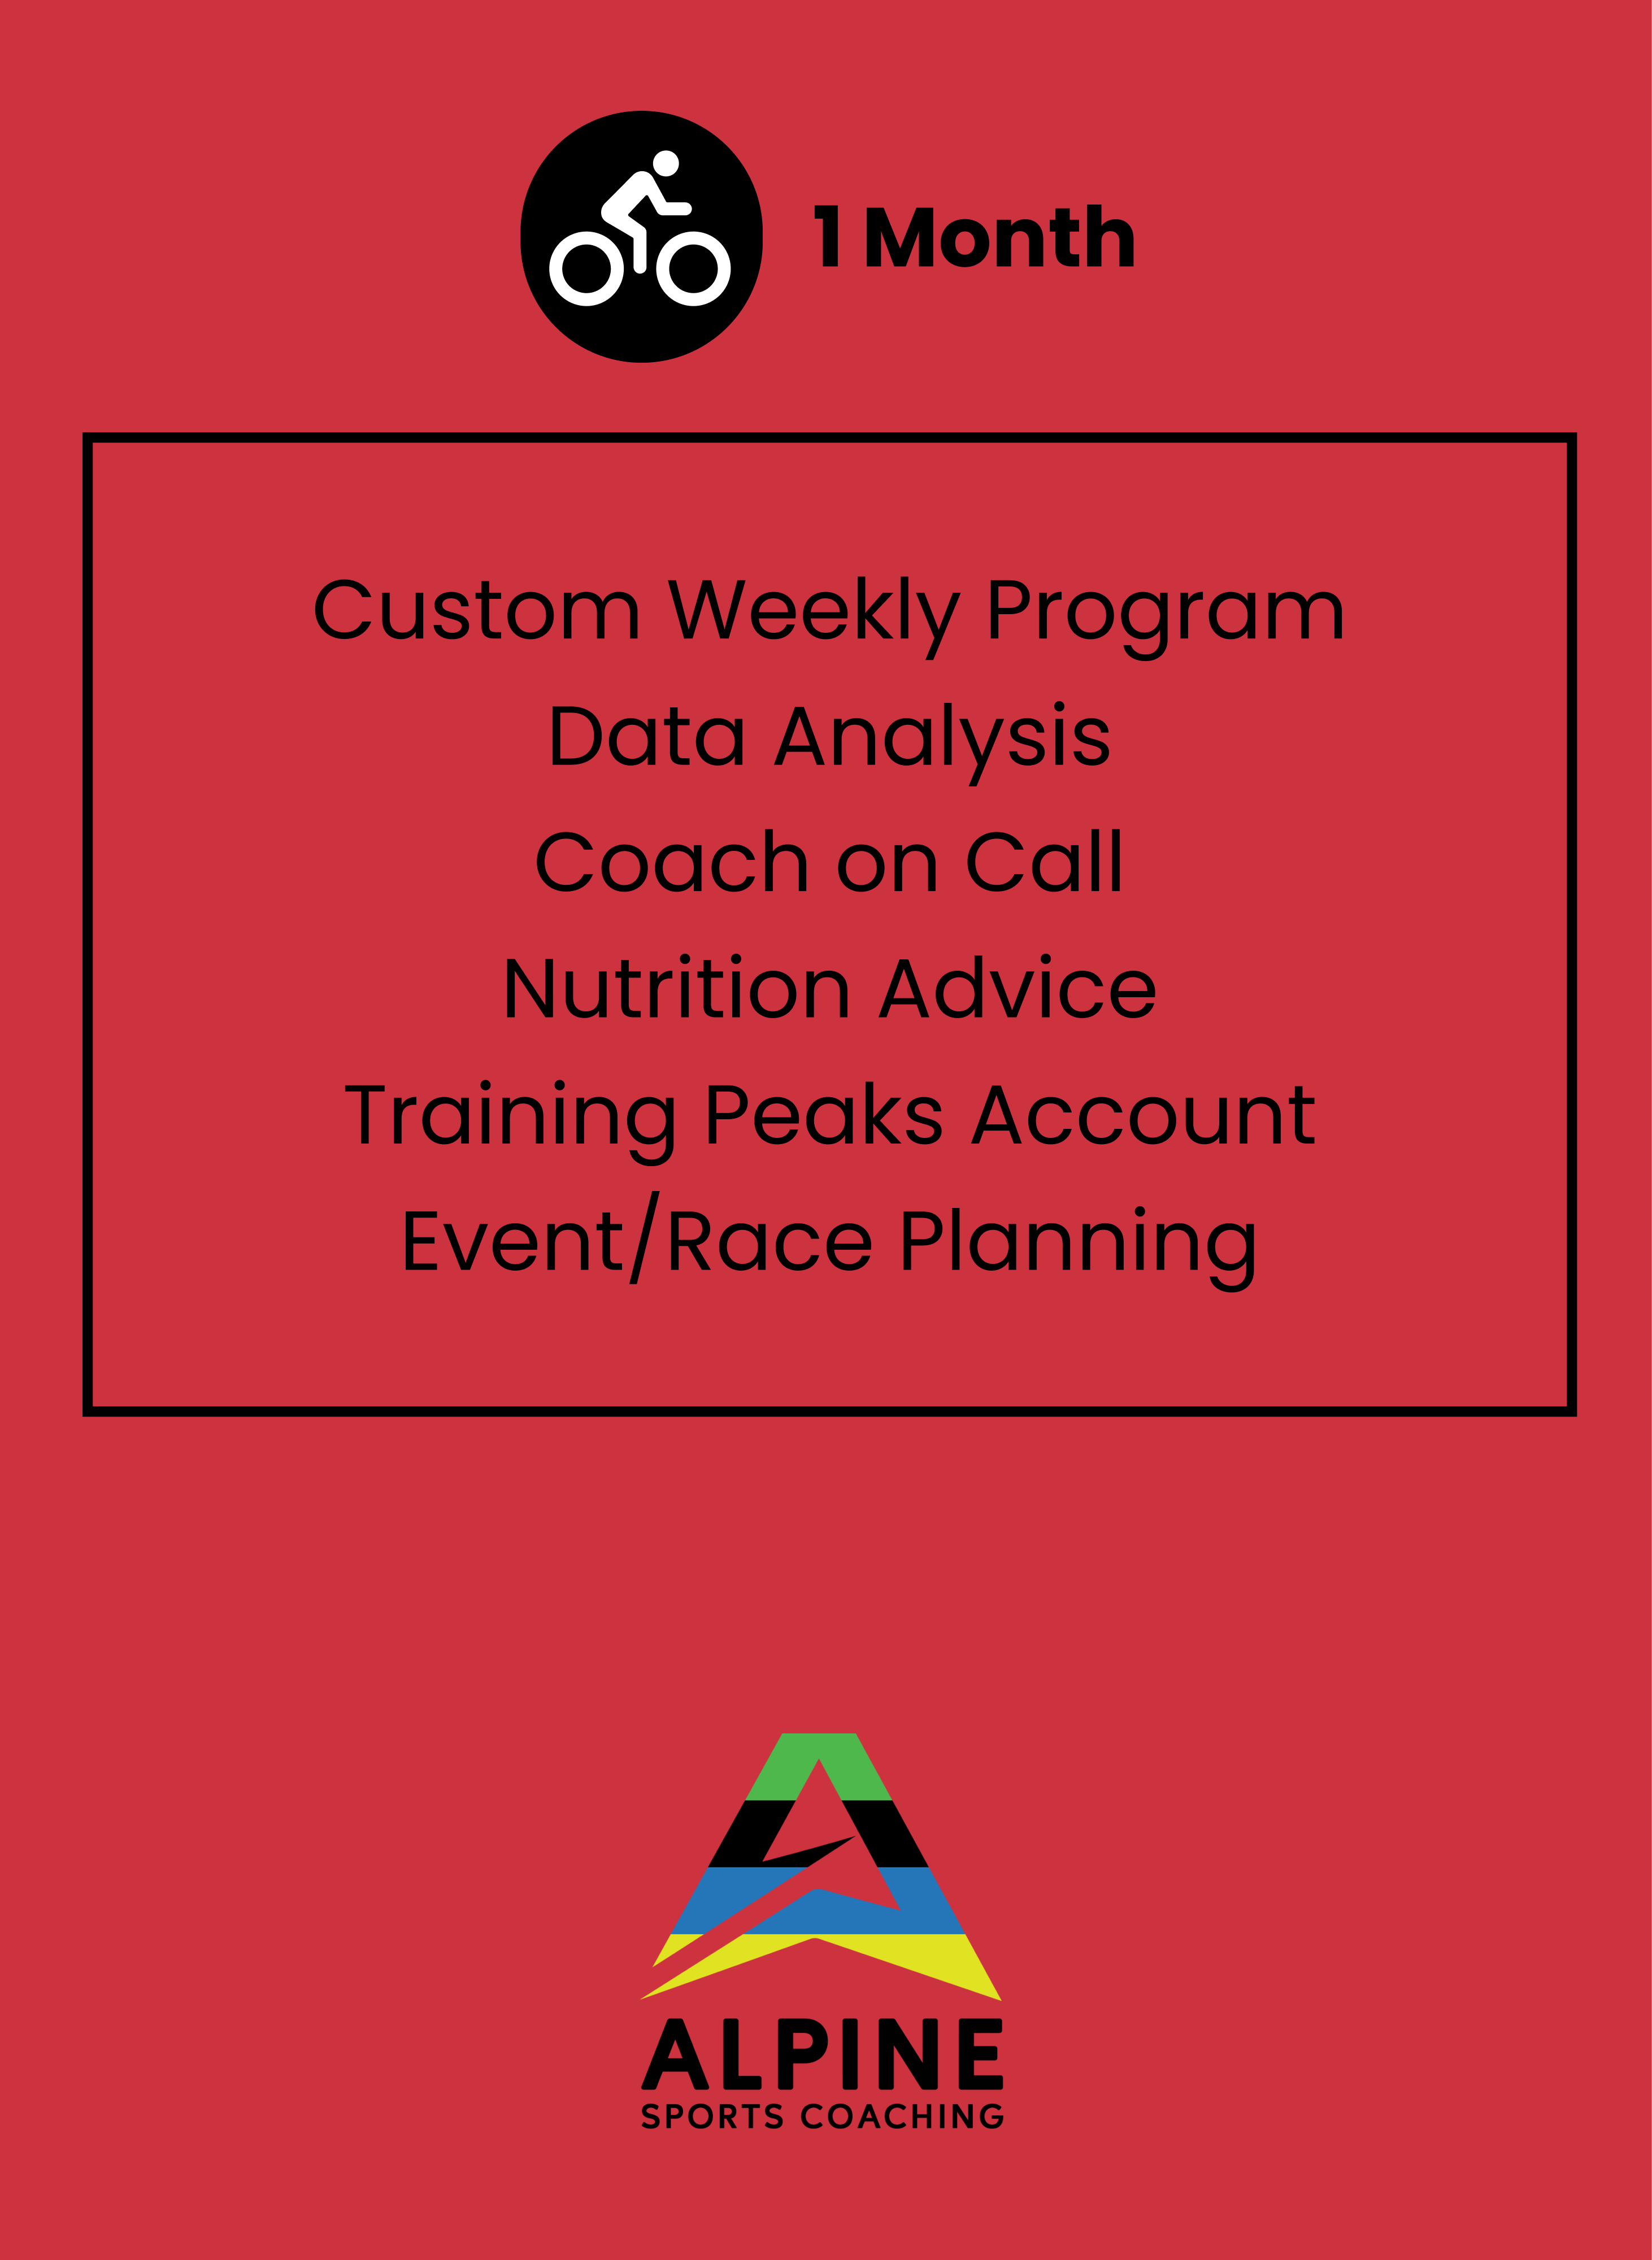 1 Month
Custom Weekly Program
Data Analysis
Coach on Call
Nutrition Advice
Training Peaks Account
Event/Race Planning
ALPINE
SPORTS COACHING